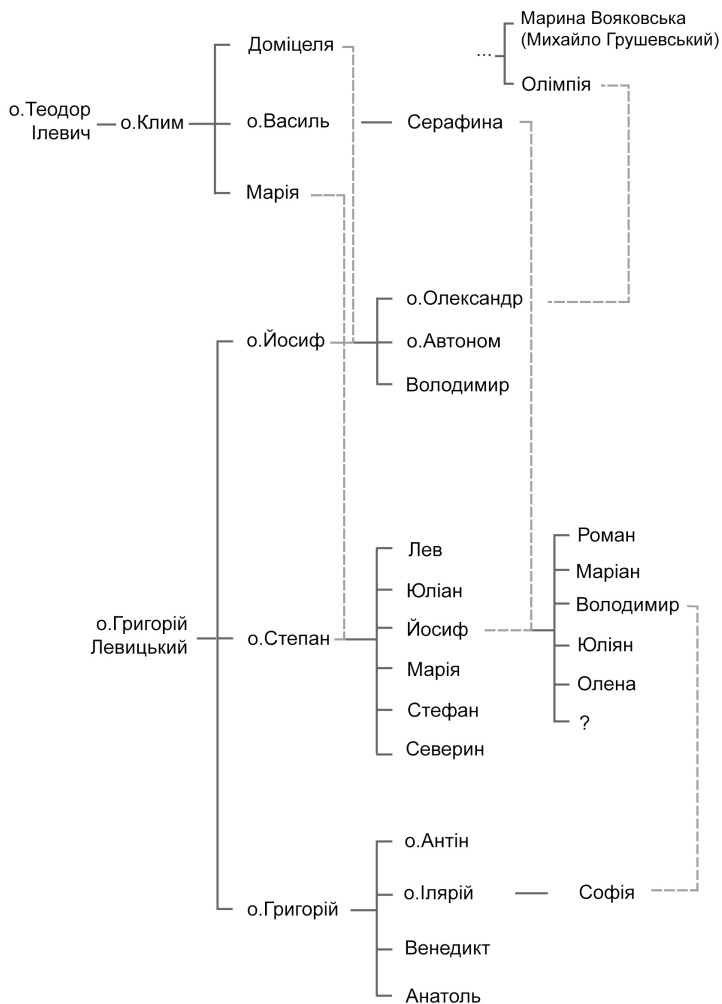 Марина Вояковська
(Михайло Грушевський)
...
Олімпія
Доміцеля
о.Теодор
Ілевич
о.Клим
о.Василь
Серафина
Марія
о.Олександр
о.Йосиф
о.Автоном
Володимир
Роман
Лев
Маріан
Юліан
Володимир
о.Григорій
Левицький
о.Степан
Йосиф
Юліян
Марія
Олена
Стефан
?
Северин
о.Антін
о.Ілярій
Софія
о.Григорій
Венедикт
Анатоль